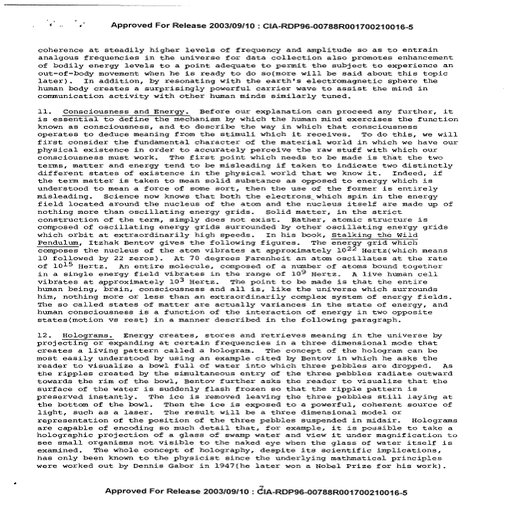 Approved For Release 2003/09/10 : CIA-RDP96-00788R001700210016-5
coherence at steadily higher levels of frequency and amplitude so as to entrain
analogous frequencies in the universe for data collection also promotes enhancement
of bodily energy levels to a point adequate to permit the subject to experience an
out-of-body movement when he is ready to do so(more will be said about this topic
later). In addition, by resonating with the earth's electromagnetic sphere the
human body creates a surprisingly powerful carrier wave to assist the mind in
communication activity with other human minds similarly tuned.
11. Consciousness and Energy. Before our explanation can proceed any further, it
is essential to define the mechanism by which the human mind exercises the function
known as consciousness, and to describe the way in which that consciousness
operates to deduce meaning from the stimuli which it receives. To do this, we will
first consider the fundamental character of the material world in which we have our
physical existence in order to accurately perceive the raw stuff with which our
consciousness must work. The first point which needs to be made is that the two
terms, matter and energy tend to be misleading if taken to indicate two distinctly
different states of existence in the physical world that we know it. Indeed, if
the term matter is taken to mean solid substance as opposed to energy which is
understood to mean a force of some sort, then the use of the former is entirely
misleading. Science now knows that both the electrons which spin in the energy
field located around the nucleus of the atom and the nucleus itself are made up of
nothing more than oscillating energy grids. Solid matter, in the strict
construction of the term, simply does not exist. Rather, atomic structure is
composed of oscillating energy grids surrounded by other oscillating energy grids
which orbit at extraordinarily high speeds. In his book, Stalking the Wild
Pendulum, Itzhak Bentov gives the following figures. The energy grid which
composes the nucleus of the atom vibrates at approximately 10²² Hertz(which means
10 followed by 22 zeros). At 70 degrees Farenheit an atom oscillates at the rate
of 10¹⁵ Hertz. An entire molecule, composed of a number of atoms bound together
in a single energy field vibrates in the range of 10⁹ Hertz. A live human cell
vibrates at approximately 10³ Hertz. The point to be made is that the entire
human being, brain, consciousness and all is, like the universe which surrounds
him, nothing more or less than an extraordinarily complex system of energy fields.
The so called states of matter are actually variances in the state of energy, and
human consciousness is a function of the interaction of energy in two opposite
states(motion vs rest) in a manner described in the following paragraph.
12. Holograms. Energy creates, stores and retrieves meaning in the universe by
projecting or expanding at certain frequencies in a three dimensional mode that
creates a living pattern called a hologram. The concept of the hologram can be
most easily understood by using an example cited by Bentov in which he asks the
reader to visualize a bowl full of water into which three pebbles are dropped. As
the ripples created by the simultaneous entry of the three pebbles radiate outward
towards the rim of the bowl, Bentov further asks the reader to visualize that the
surface of the water is suddenly flash frozen so that the ripple pattern is
preserved instantly. The ice is removed leaving the three pebbles still laying at
the bottom of the bowl. Then the ice is exposed to a powerful, coherent source of
light, such as a laser. The result will be a three dimensional model or
representation of the position of the three pebbles suspended in midair. Holograms
are capable of encoding so much detail that, for example, it is possible to take a
holographic projection of a glass of swamp water and view it under magnification to
see small organisms not visible to the naked eye when the glass of water itself is
examined. The whole concept of holography, despite its scientific implications,
has only been known to the physicist since the underlying mathmatical principles
were worked out by Dennis Gabor in 1947(he later won a Nobel Prize for his work).
Approved For Release 2003/09/10 : CIA-RDP96-00788R001700210016-5